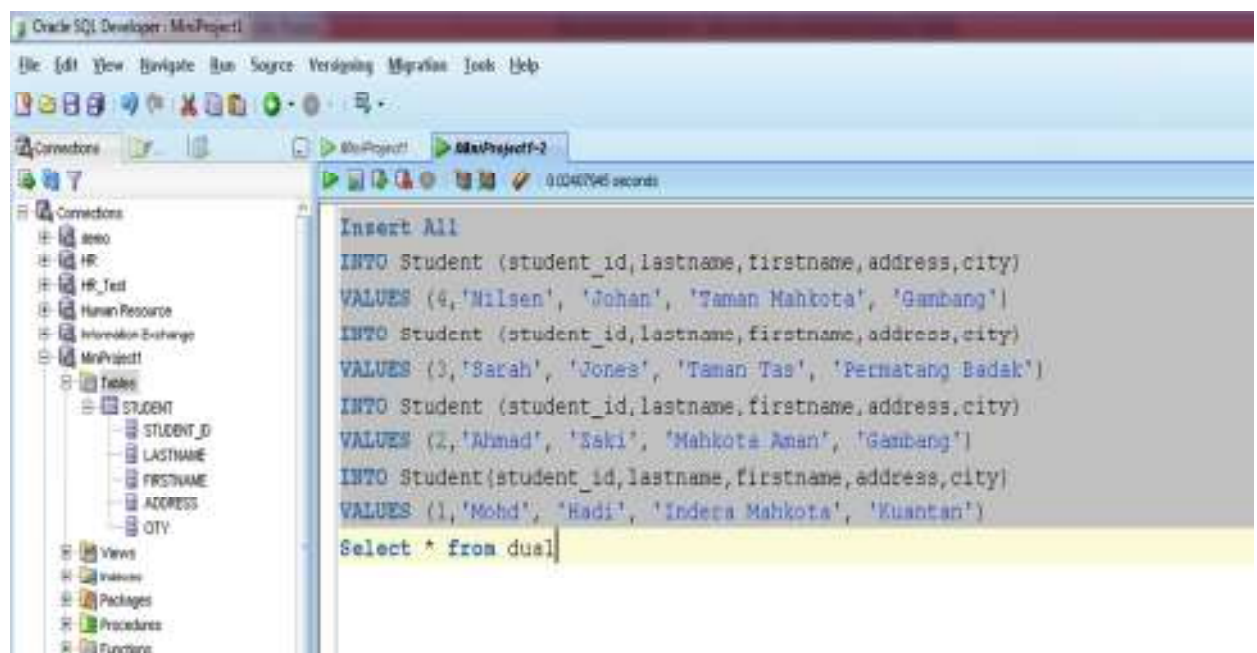 Oracle SQL Developer : MiniProject1
File Edit View Navigate Run Source Versioning Migration Tools Help
Connections
MiniProject1
MiniProject1~2
0.02407945 seconds
Connections
demo
HR
HR_Test
Human Resource
Information Exchange
MiniProject1
Tables
STUDENT
STUDENT_ID
LASTNAME
FIRSTNAME
ADDRESS
CITY
Views
Indexes
Packages
Procedures
Functions
Insert All
INTO Student (student_id,lastname,firstname,address,city)
VALUES (4,'Nilsen', 'Johan', 'Taman Mahkota', 'Gambang')
INTO Student (student_id,lastname,firstname,address,city)
VALUES (3,'Sarah', 'Jones', 'Taman Tas', 'Permatang Badak')
INTO Student (student_id,lastname,firstname,address,city)
VALUES (2,'Ahmad', 'Zaki', 'Mahkota Aman', 'Gambang')
INTO Student(student_id,lastname,firstname,address,city)
VALUES (1,'Mohd', 'Hadi', 'Indera Mahkota', 'Kuantan')
Select * from dual